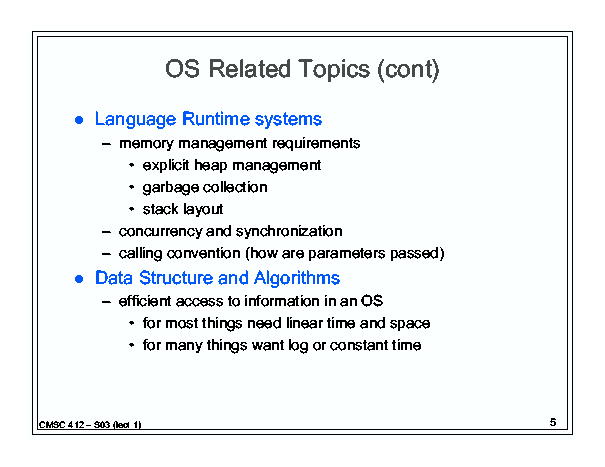 OS Related Topics (cont)
● Language Runtime systems
– memory management requirements
• explicit heap management
• garbage collection
• stack layout
– concurrency and synchronization
– calling convention (how are parameters passed)
● Data Structure and Algorithms
– efficient access to information in an OS
• for most things need linear time and space
• for many things want log or constant time
CMSC 412 – S03 (lect 1)
5